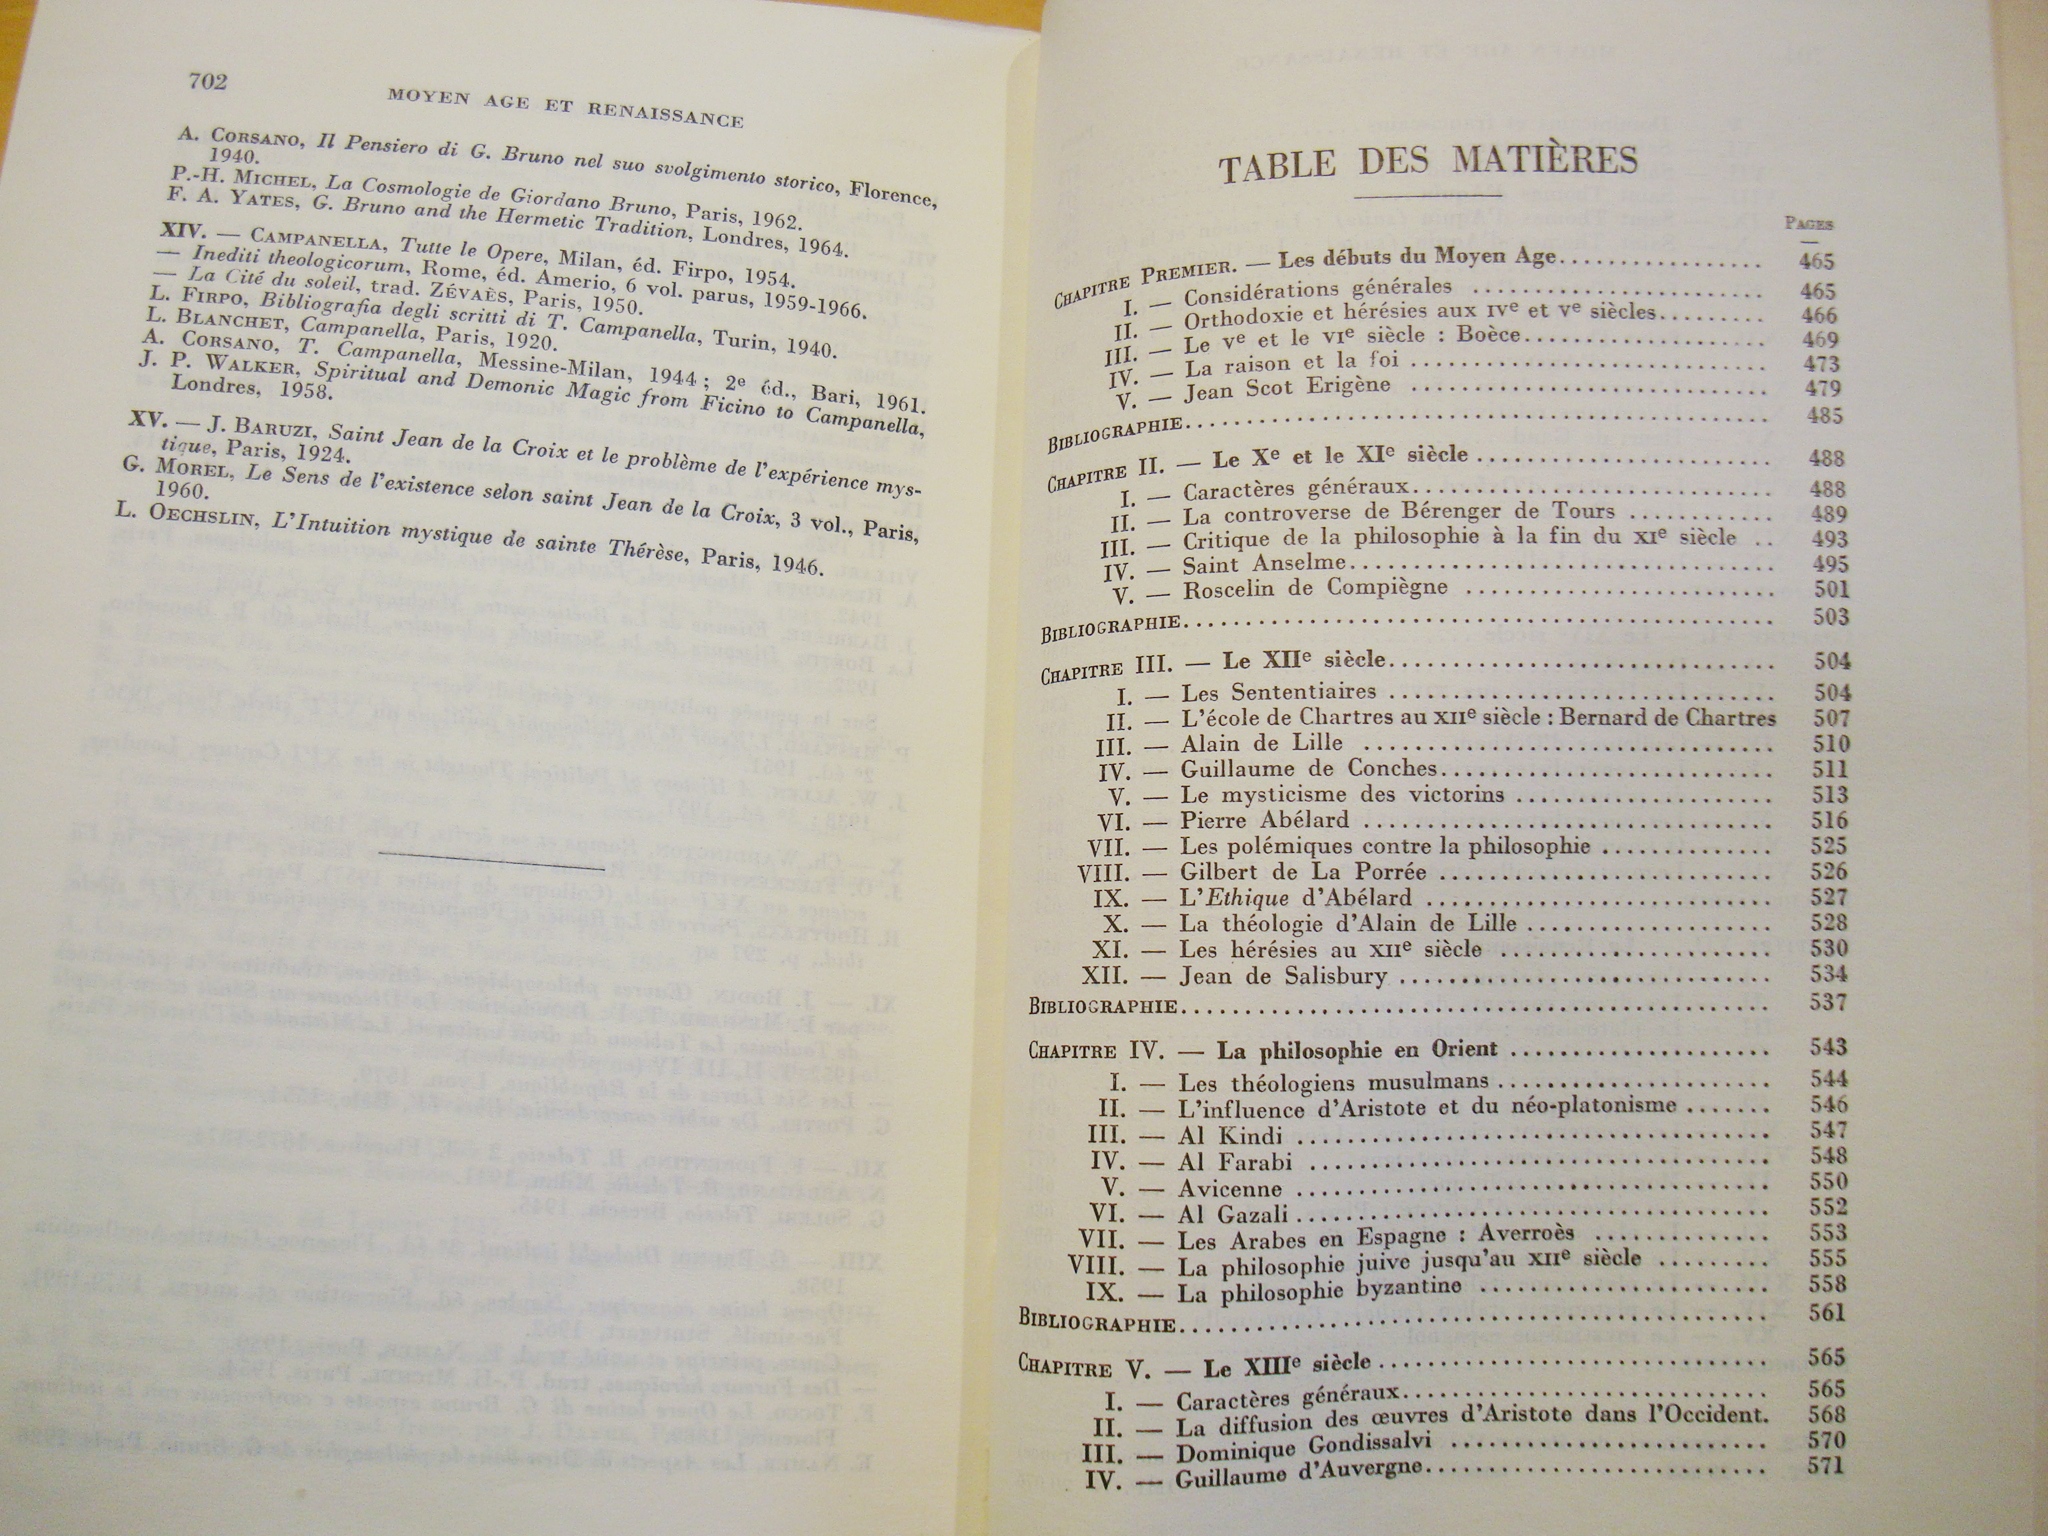 702
MOYEN AGE ET RENAISSANCE
A. CORSANO, Il Pensiero di G. Bruno nel suo svolgimento storico, Florence,
1940.
P.-H. MICHEL, La Cosmologie de Giordano Bruno, Paris, 1962.
F. A. YATES, G. Bruno and the Hermetic Tradition, Londres, 1964.
XIV. — CAMPANELLA, Tutte le Opere, Milan, éd. Firpo, 1954.
— Inediti theologicorum, Rome, éd. Amerio, 6 vol. parus, 1959-1966.
— La Cité du soleil, trad. ZÉVAÈS, Paris, 1950.
L. FIRPO, Bibliografia degli scritti di T. Campanella, Turin, 1940.
L. BLANCHET, Campanella, Paris, 1920.
A. CORSANO, T. Campanella, Messine-Milan, 1944 ; 2e éd., Bari, 1961.
J. P. WALKER, Spiritual and Demonic Magic from Ficino to Campanella,
Londres, 1958.
XV. — J. BARUZI, Saint Jean de la Croix et le problème de l'expérience mys-
tique, Paris, 1924.
G. MOREL, Le Sens de l'existence selon saint Jean de la Croix, 3 vol., Paris,
1960.
L. OECHSLIN, L'Intuition mystique de sainte Thérèse, Paris, 1946.
TABLE DES MATIÈRES
PAGES
CHAPITRE PREMIER. — Les débuts du Moyen Age.................. 465
I. — Considérations générales ........................ 465
II. — Orthodoxie et hérésies aux IVe et Ve siècles......... 466
III. — Le Ve et le VIe siècle : Boèce.................... 469
IV. — La raison et la foi ............................. 473
V. — Jean Scot Erigène ............................. 479
BIBLIOGRAPHIE................................................ 485
CHAPITRE II. — Le Xe et le XIe siècle ........................ 488
I. — Caractères généraux............................. 488
II. — La controverse de Bérenger de Tours ............ 489
III. — Critique de la philosophie à la fin du XIe siècle .. 493
IV. — Saint Anselme.................................. 495
V. — Roscelin de Compiègne ......................... 501
BIBLIOGRAPHIE................................................ 503
CHAPITRE III. — Le XIIe siècle................................ 504
I. — Les Sententiaires ............................... 504
II. — L'école de Chartres au XIIe siècle : Bernard de Chartres 507
III. — Alain de Lille ................................. 510
IV. — Guillaume de Conches........................... 511
V. — Le mysticisme des victorins ..................... 513
VI. — Pierre Abélard ................................. 516
VII. — Les polémiques contre la philosophie .............. 525
VIII. — Gilbert de La Porrée ........................... 526
IX. — L'Ethique d'Abélard ............................ 527
X. — La théologie d'Alain de Lille .................... 528
XI. — Les hérésies au XIIe siècle ...................... 530
XII. — Jean de Salisbury .............................. 534
BIBLIOGRAPHIE................................................ 537
CHAPITRE IV. — La philosophie en Orient ...................... 543
I. — Les théologiens musulmans ...................... 544
II. — L'influence d'Aristote et du néo-platonisme ....... 546
III. — Al Kindi ...................................... 547
IV. — Al Farabi ..................................... 548
V. — Avicenne ...................................... 550
VI. — Al Gazali ...................................... 552
VII. — Les Arabes en Espagne : Averroès .............. 553
VIII. — La philosophie juive jusqu'au XIIe siècle ......... 555
IX. — La philosophie byzantine ....................... 558
BIBLIOGRAPHIE................................................ 561
CHAPITRE V. — Le XIIIe siècle ................................ 565
I. — Caractères généraux............................. 565
II. — La diffusion des œuvres d'Aristote dans l'Occident. 568
III. — Dominique Gondissalvi ......................... 570
IV. — Guillaume d'Auvergne........................... 571